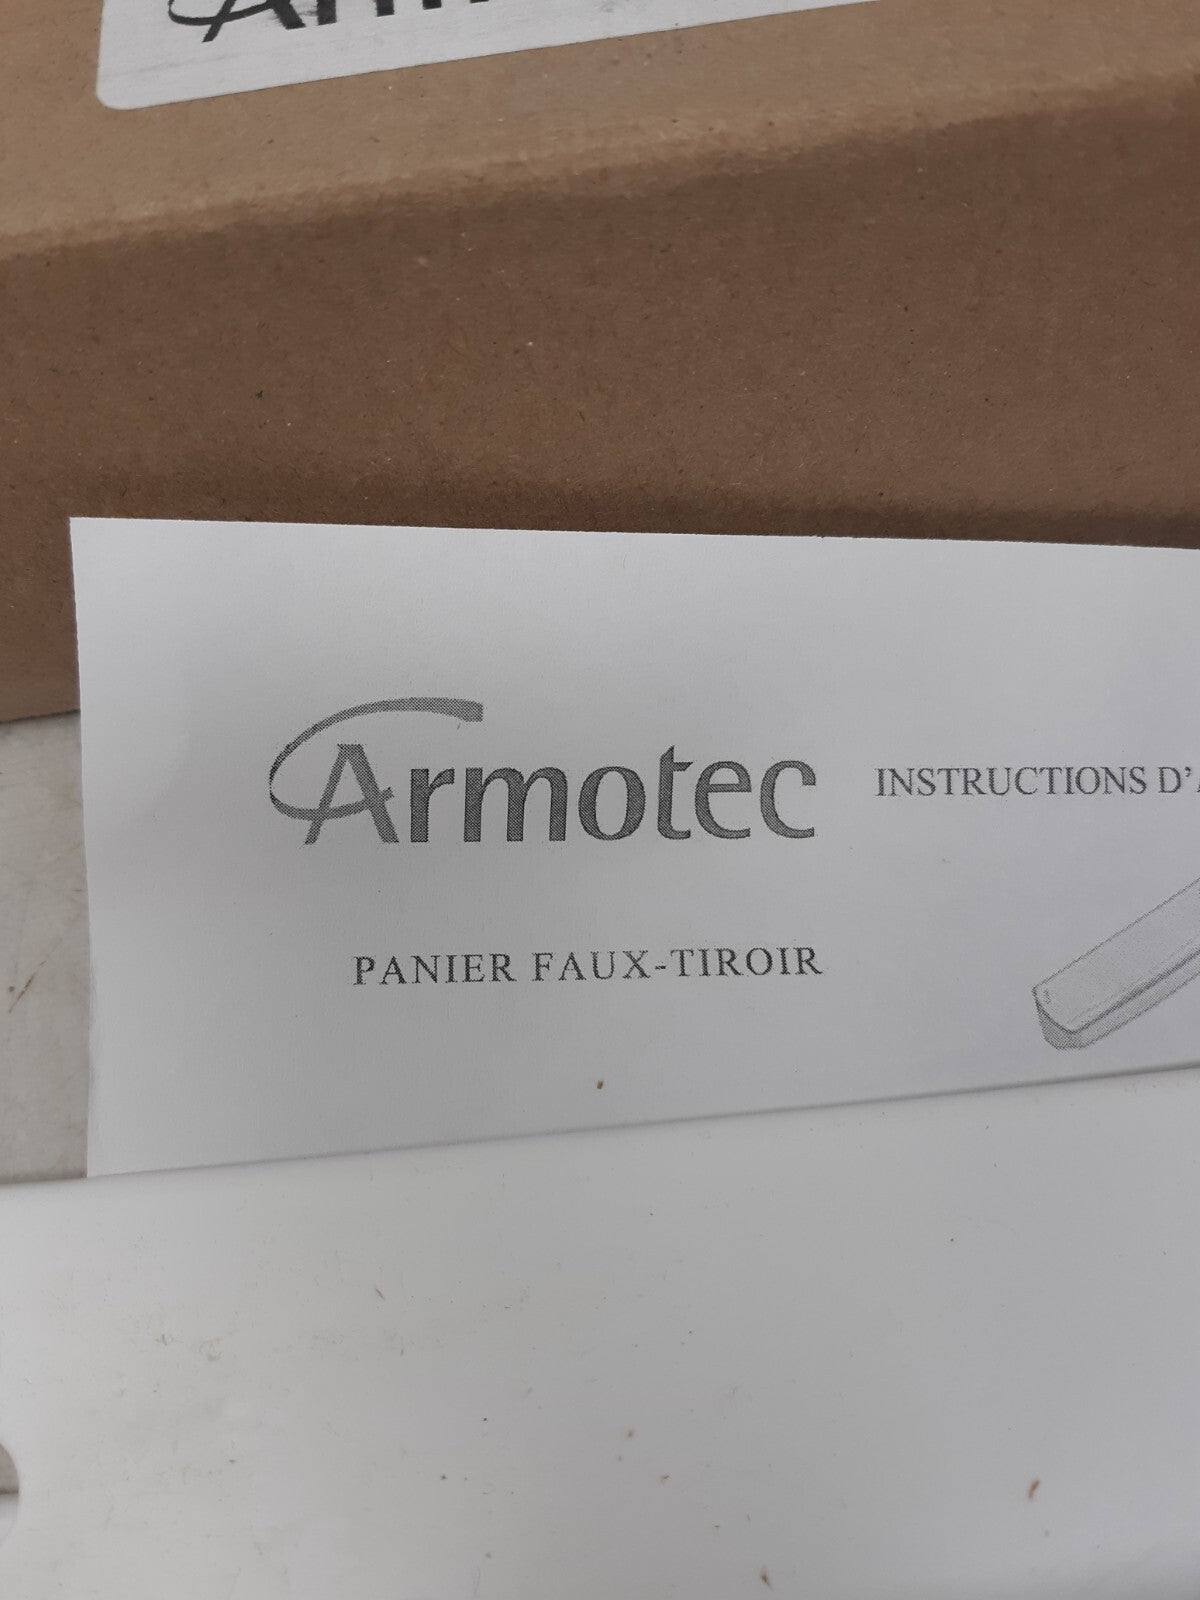 Armotec INSTRUCTIONS D'
PANIER FAUX-TIROIR